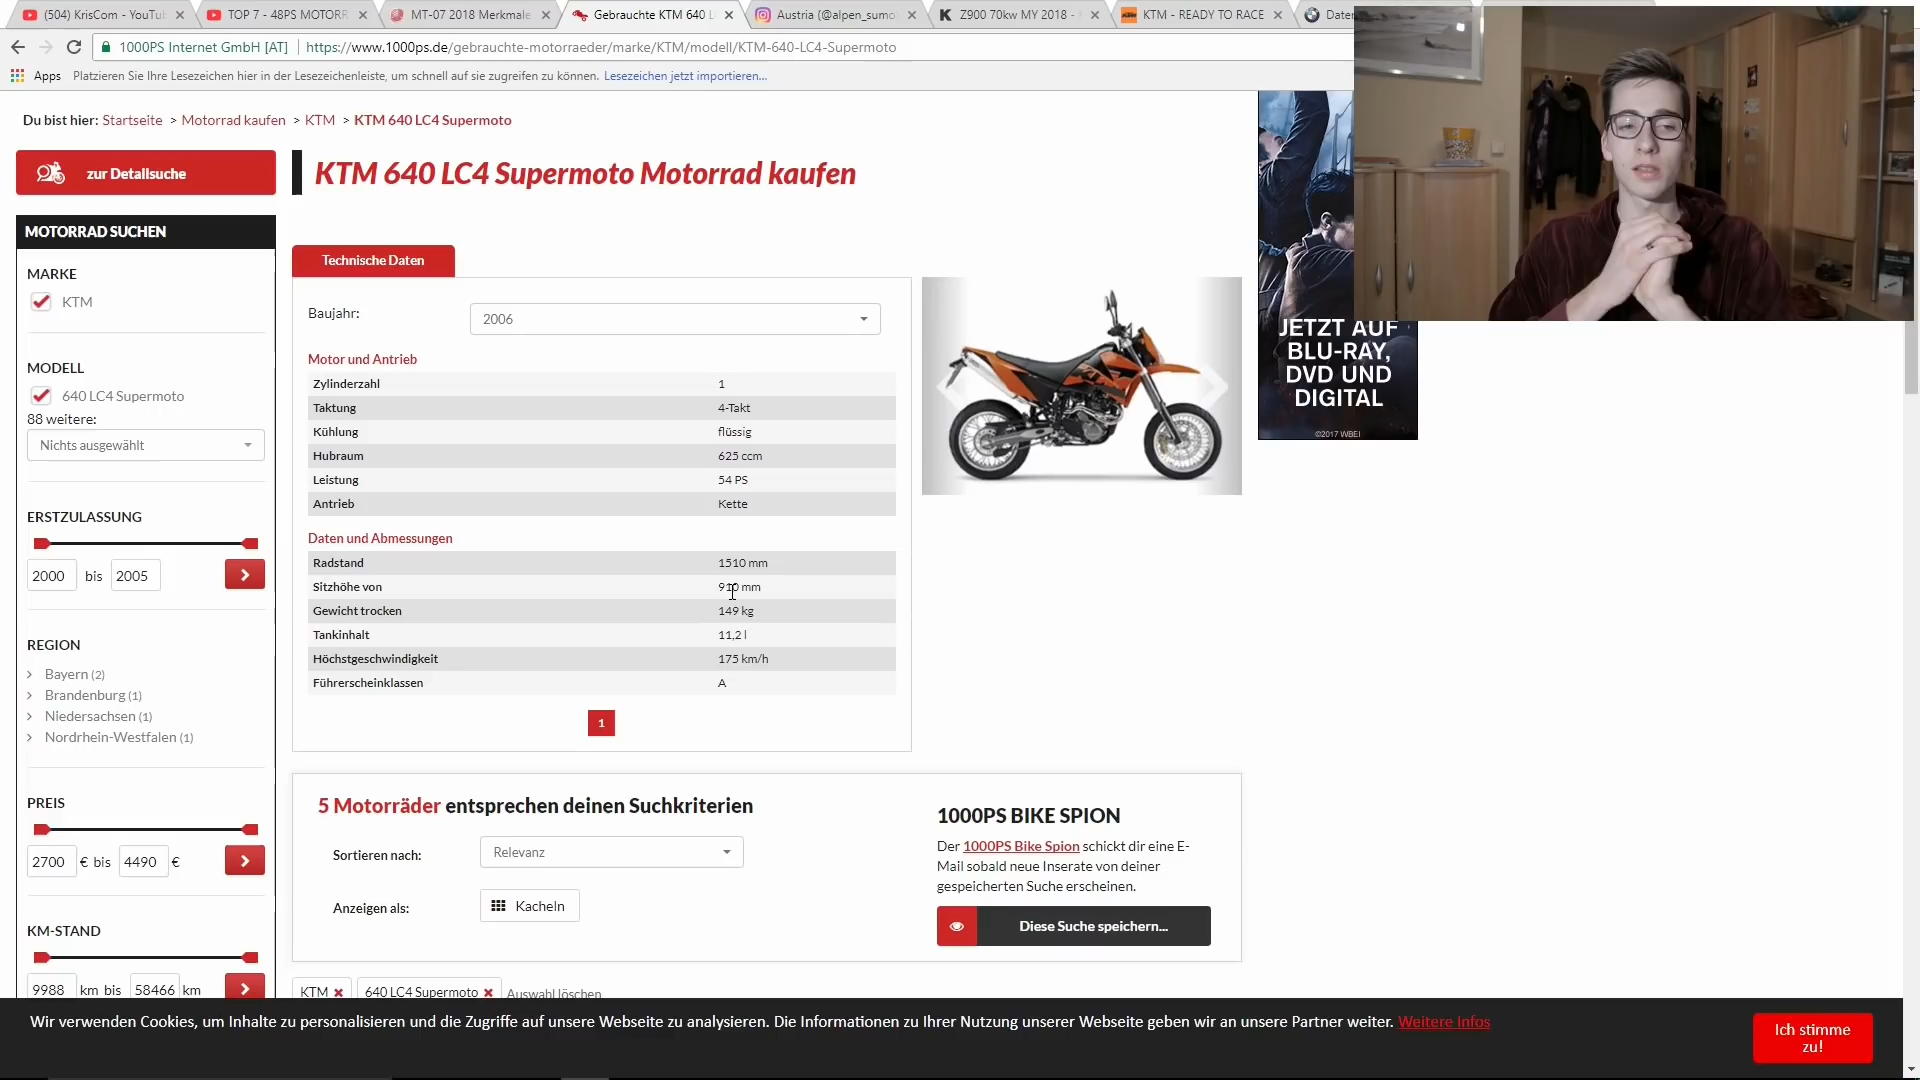 (504) KrisCom - YouTu
TOP 7 - 48PS MOTORR
MT-07 2018 Merkmale
Gebrauchte KTM 640 L
Austria (@alpen_sumo
Z900 70kw MY 2018 -
KTM - READY TO RACE
Daten
1000PS Internet GmbH [AT] | https://www.1000ps.de/gebrauchte-motorraeder/marke/KTM/modell/KTM-640-LC4-Supermoto
Apps Platzieren Sie Ihre Lesezeichen hier in der Lesezeichenleiste, um schnell auf sie zugreifen zu können. Lesezeichen jetzt importieren...
Du bist hier: Startseite > Motorrad kaufen > KTM > KTM 640 LC4 Supermoto
zur Detailsuche
MOTORRAD SUCHEN
MARKE
KTM
MODELL
640 LC4 Supermoto
88 weitere:
Nichts ausgewählt
ERSTZULASSUNG
2000 bis 2005
REGION
Bayern (2)
Brandenburg (1)
Niedersachsen (1)
Nordrhein-Westfalen (1)
PREIS
2700 € bis 4490 €
KM-STAND
9988 km bis 58466 km
KTM 640 LC4 Supermoto Motorrad kaufen
Technische Daten
Baujahr: 2006
Motor und Antrieb
Zylinderzahl 1
Taktung 4-Takt
Kühlung flüssig
Hubraum 625 ccm
Leistung 54 PS
Antrieb Kette
Daten und Abmessungen
Radstand 1510 mm
Sitzhöhe von 910 mm
Gewicht trocken 149 kg
Tankinhalt 11,2 l
Höchstgeschwindigkeit 175 km/h
Führerscheinklassen A
1
JETZT AUF
BLU-RAY,
DVD UND
DIGITAL
©2017 WBEI
5 Motorräder entsprechen deinen Suchkriterien
Sortieren nach: Relevanz
Anzeigen als: Kacheln
1000PS BIKE SPION
Der 1000PS Bike Spion schickt dir eine E-
Mail sobald neue Inserate von deiner
gespeicherten Suche erscheinen.
Diese Suche speichern...
KTM 640 LC4 Supermoto Auswahl löschen
Wir verwenden Cookies, um Inhalte zu personalisieren und die Zugriffe auf unsere Webseite zu analysieren. Die Informationen zu Ihrer Nutzung unserer Webseite geben wir an unsere Partner weiter. Weitere Infos
Ich stimme
zu!